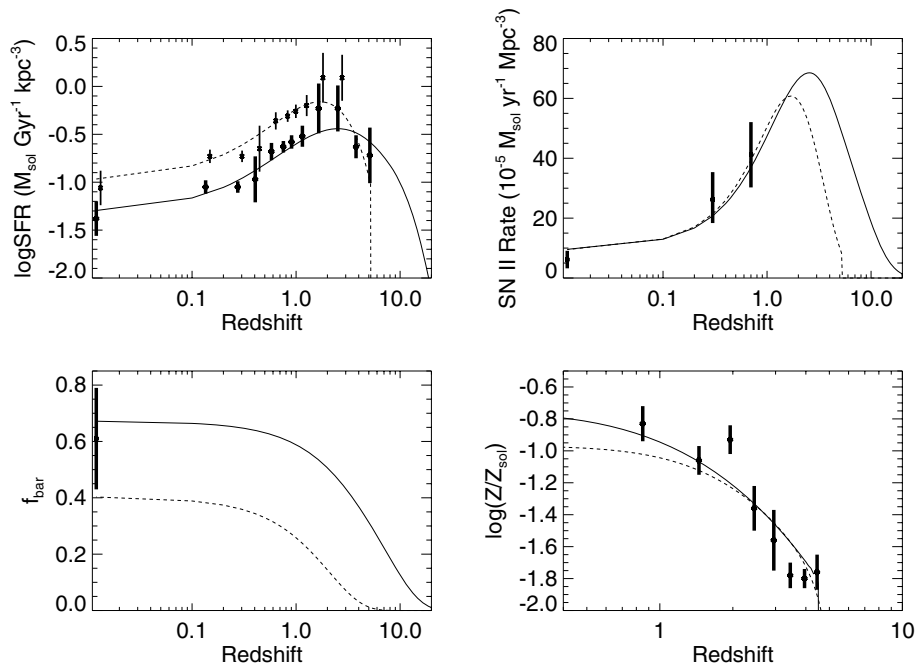 0.5
0.0
-0.5
-1.0
-1.5
-2.0
logSFR (M_sol Gyr^-1 kpc^-3)
0.1 1.0 10.0
Redshift
80
60
40
20
0
SN II Rate (10^-5 M_sol yr^-1 Mpc^-3)
0.1 1.0 10.0
Redshift
0.8
0.6
0.4
0.2
0.0
f_bar
0.1 1.0 10.0
Redshift
-0.6
-0.8
-1.0
-1.2
-1.4
-1.6
-1.8
-2.0
log(Z/Z_sol)
1 10
Redshift